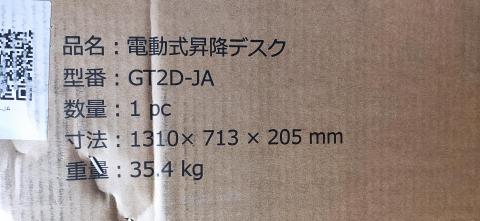 品名：電動式昇降デスク
型番：GT2D-JA
数量：1 pc
寸法：1310× 713 × 205 mm
重量：35.4 kg